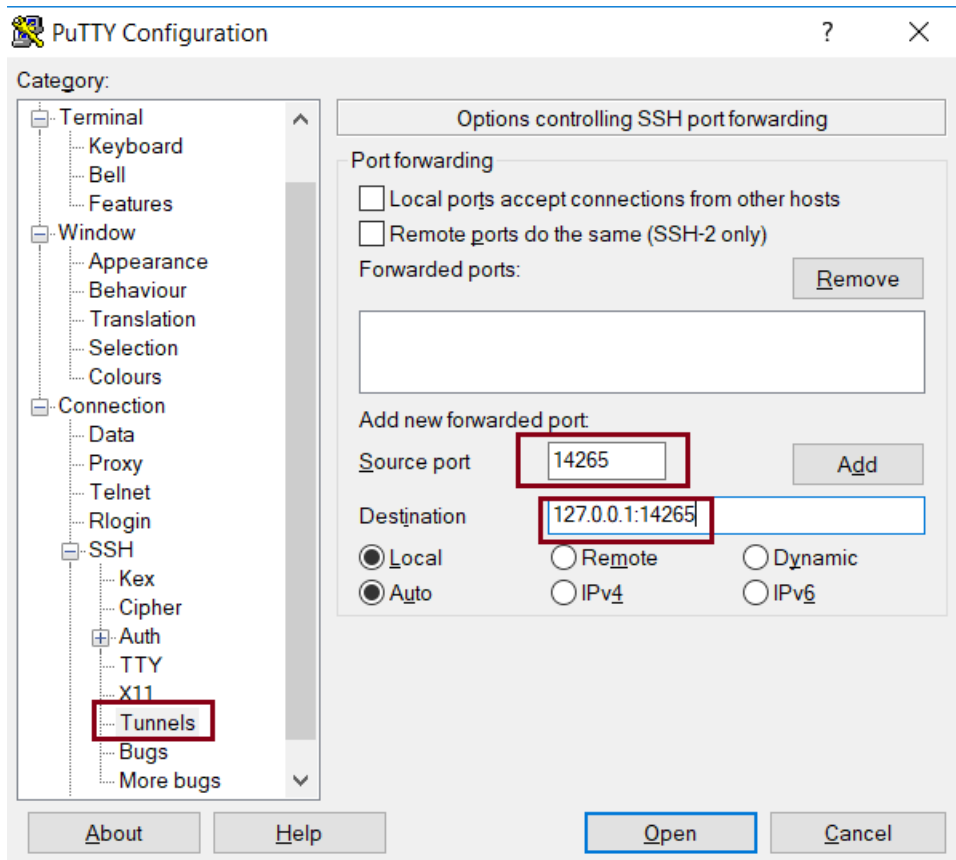 PuTTY Configuration
?
Category:
Terminal
Keyboard
Bell
Features
Window
Appearance
Behaviour
Translation
Selection
Colours
Connection
Data
Proxy
Telnet
Rlogin
SSH
Kex
Cipher
Auth
TTY
X11
Tunnels
Bugs
More bugs
Options controlling SSH port forwarding
Port forwarding
Local ports accept connections from other hosts
Remote ports do the same (SSH-2 only)
Forwarded ports:
Remove
Add new forwarded port:
Source port 14265 Add
Destination 127.0.0.1:14265
Local Remote Dynamic
Auto IPv4 IPv6
About Help Open Cancel